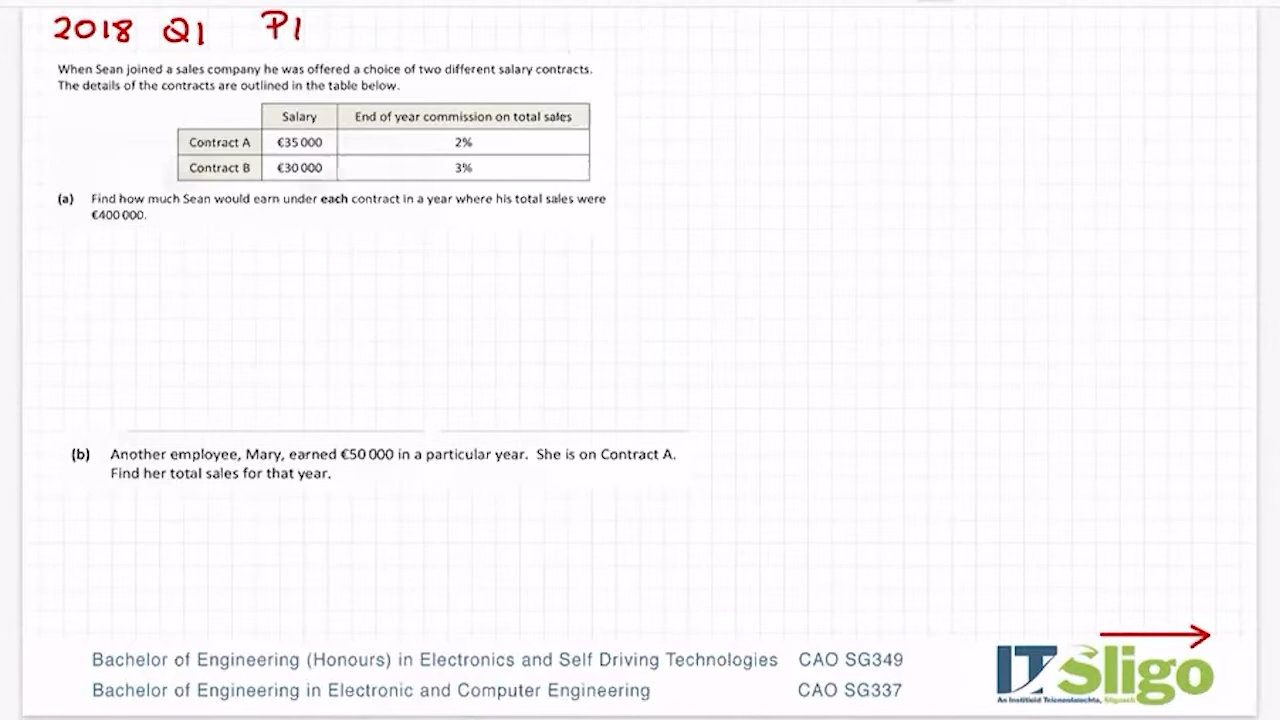 2018 Q1 P1
When Sean joined a sales company he was offered a choice of two different salary contracts.
The details of the contracts are outlined in the table below.
Salary End of year commission on total sales
Contract A €35 000 2%
Contract B €30 000 3%
(a) Find how much Sean would earn under each contract in a year where his total sales were
€400 000.
(b) Another employee, Mary, earned €50 000 in a particular year. She is on Contract A.
Find her total sales for that year.
Bachelor of Engineering (Honours) in Electronics and Self Driving Technologies CAO SG349
Bachelor of Engineering in Electronic and Computer Engineering CAO SG337
IT Sligo
An Institiúid Teicneolaíochta, Sligeach